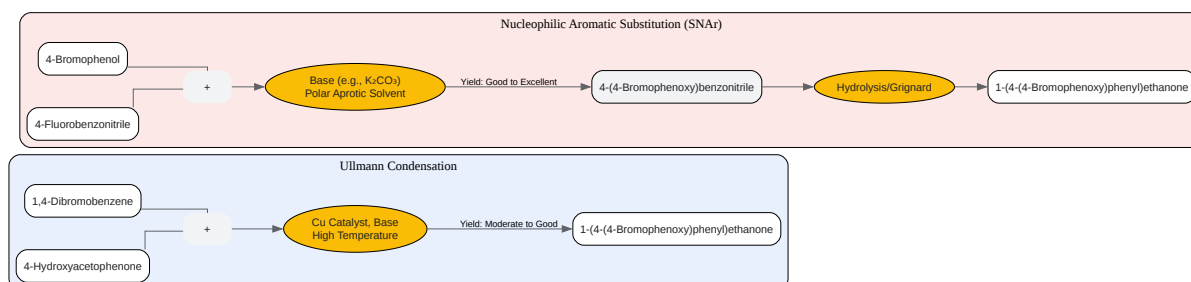 Nucleophilic Aromatic Substitution (SNAr)
4-Bromophenol
+
4-Fluorobenzonitrile
Base (e.g., K₂CO₃)
Polar Aprotic Solvent
Yield: Good to Excellent
4-(4-Bromophenoxy)benzonitrile
Hydrolysis/Grignard
1-(4-(4-Bromophenoxy)phenyl)ethanone
Ullmann Condensation
1,4-Dibromobenzene
+
4-Hydroxyacetophenone
Cu Catalyst, Base
High Temperature
Yield: Moderate to Good
1-(4-(4-Bromophenoxy)phenyl)ethanone